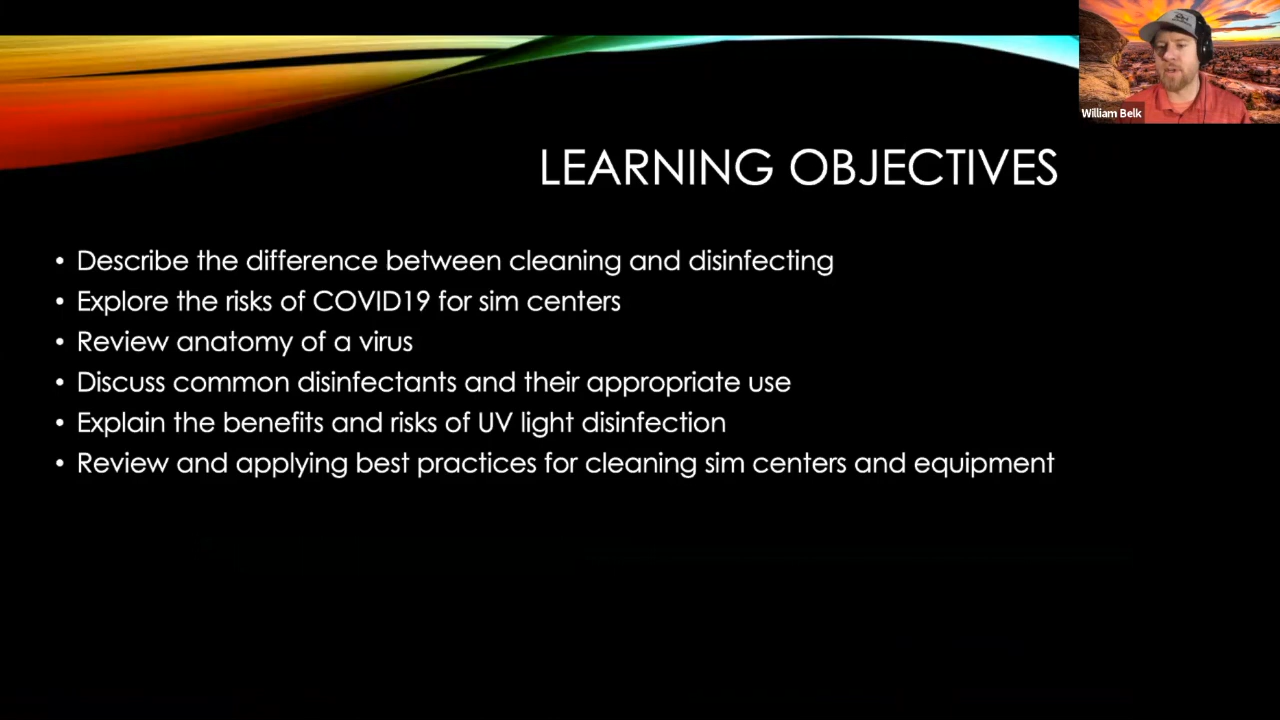 William Belk
LEARNING OBJECTIVES
• Describe the difference between cleaning and disinfecting
• Explore the risks of COVID19 for sim centers
• Review anatomy of a virus
• Discuss common disinfectants and their appropriate use
• Explain the benefits and risks of UV light disinfection
• Review and applying best practices for cleaning sim centers and equipment